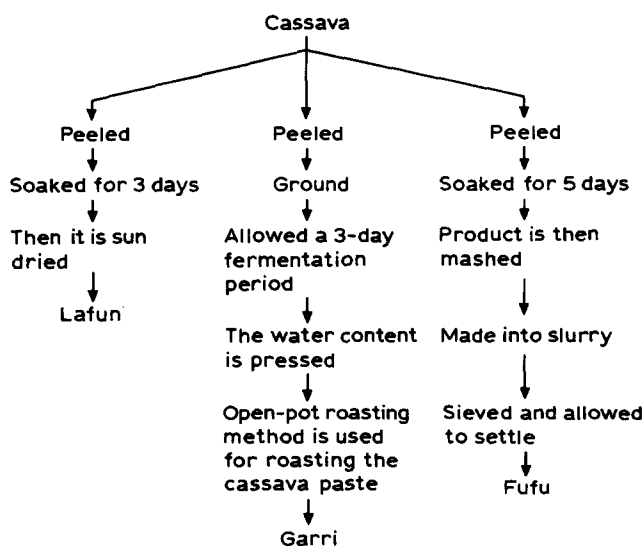 Cassava
Peeled
Soaked for 3 days
Then it is sun
dried
Lafun
Peeled
Ground
Allowed a 3-day
fermentation
period
The water content
is pressed
Open-pot roasting
method is used
for roasting the
cassava paste
Garri
Peeled
Soaked for 5 days
Product is then
mashed
Made into slurry
Sieved and allowed
to settle
Fufu